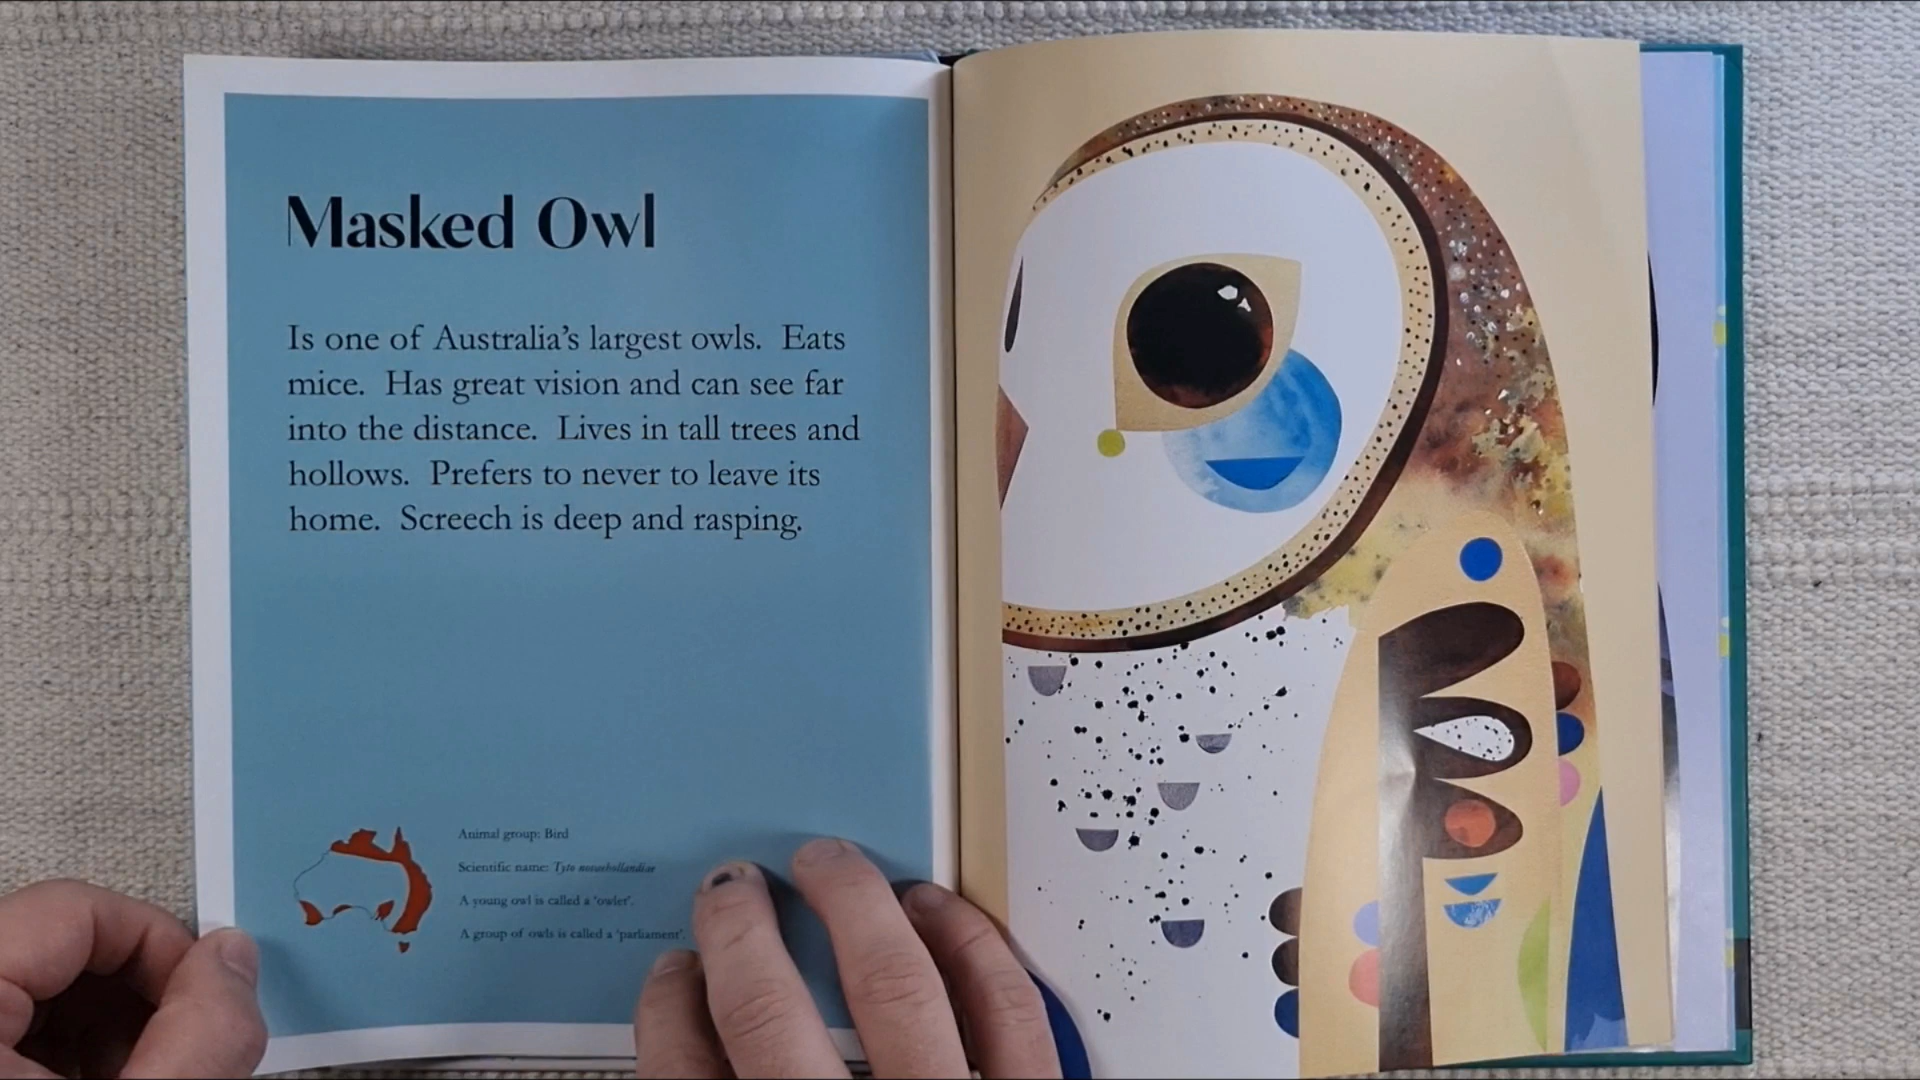 Masked Owl
Is one of Australia’s largest owls. Eats
mice. Has great vision and can see far
into the distance. Lives in tall trees and
hollows. Prefers to never to leave its
home. Screech is deep and rasping.
Animal group: Bird
Scientific name: Tyto novaehollandiae
A young owl is called a ‘owlet’.
A group of owls is called a ‘parliament’.